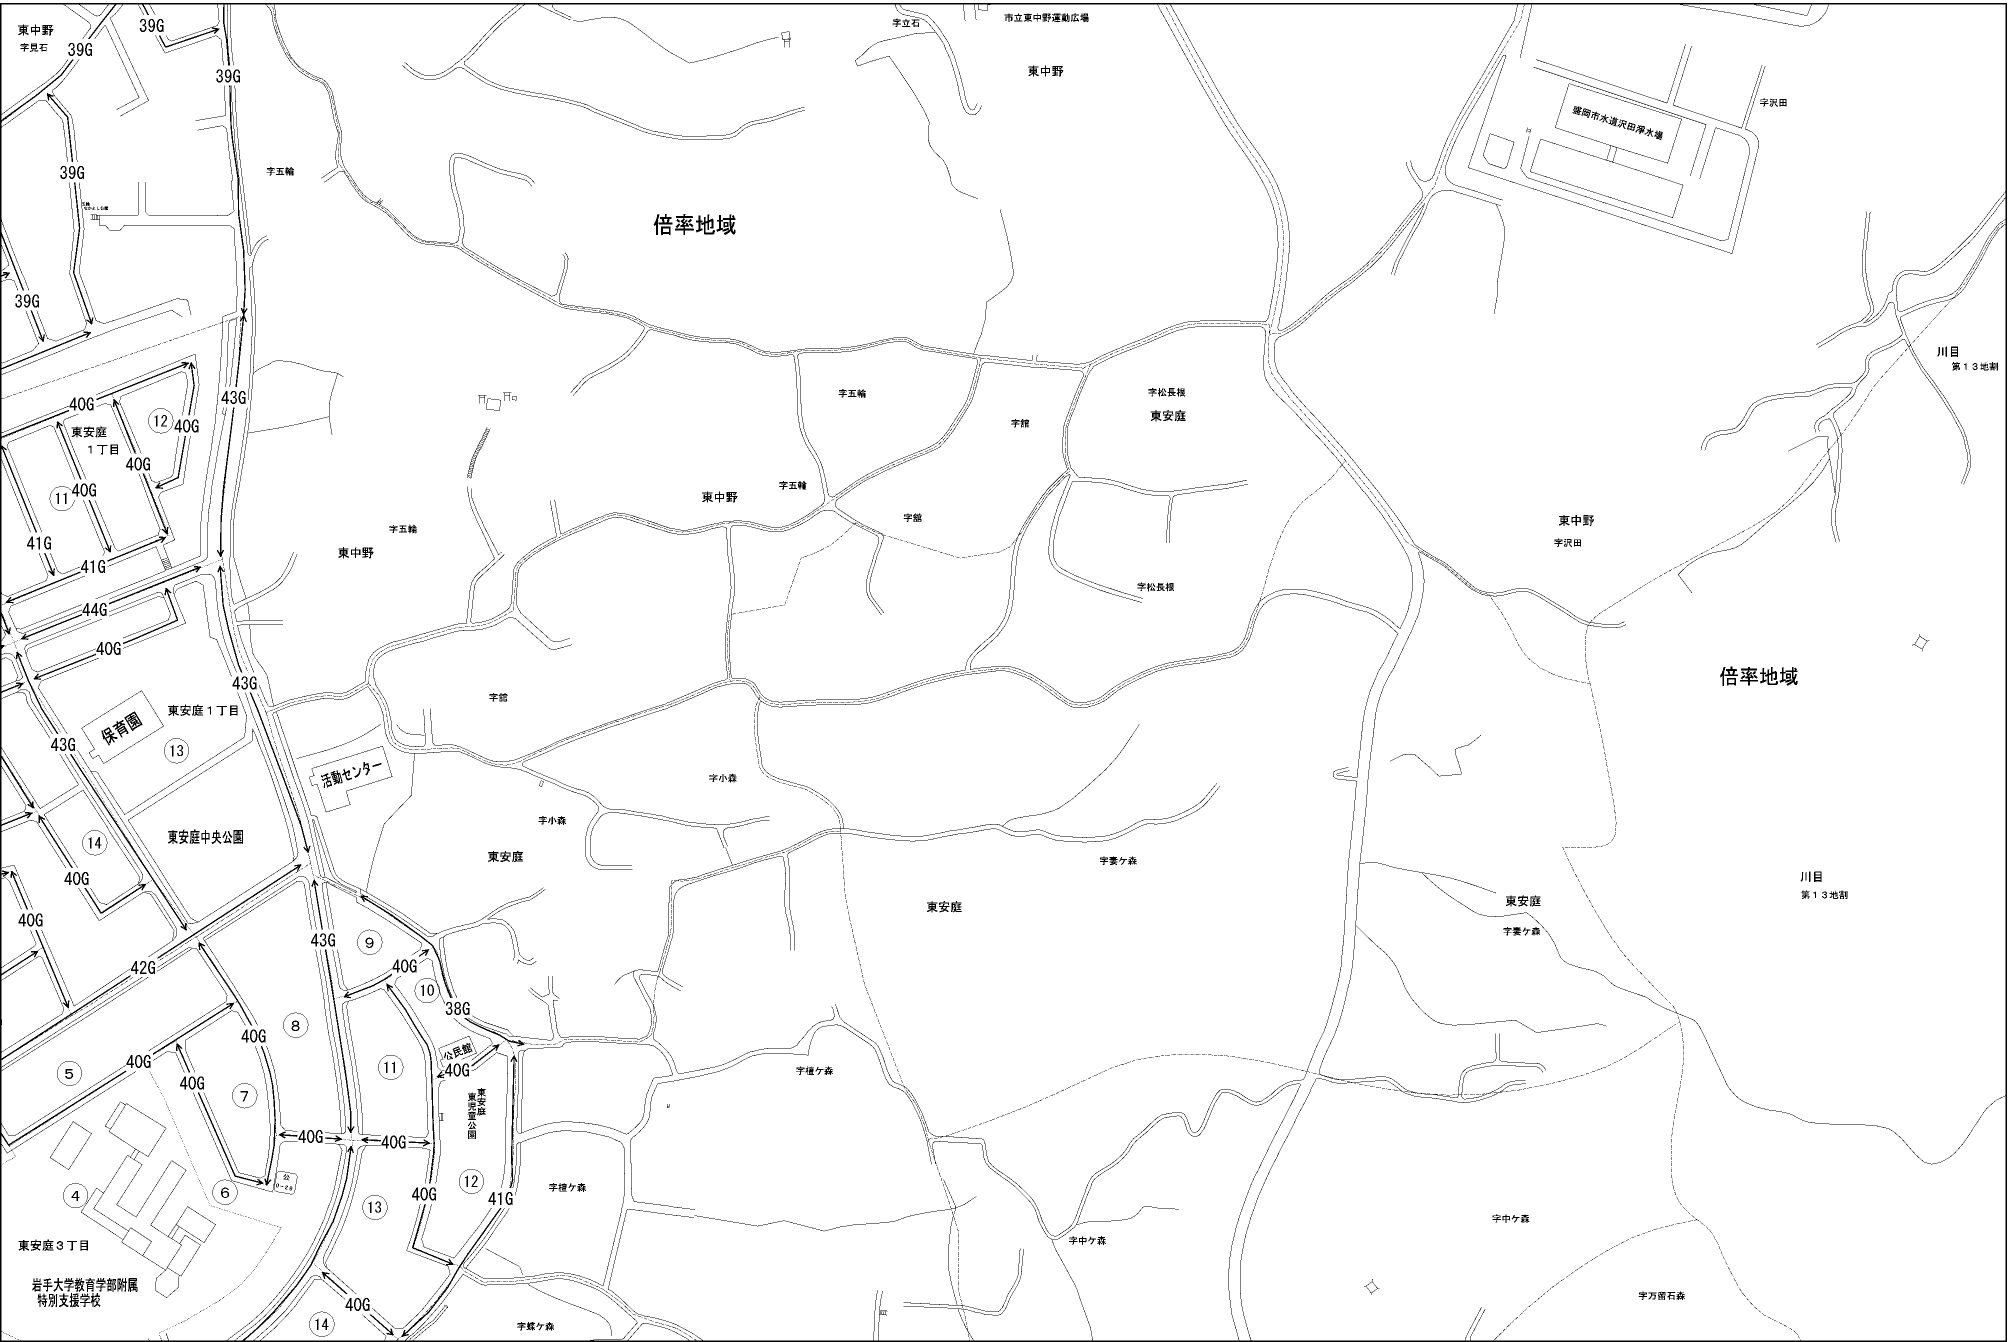 東中野
字見石
39G
39G
39G
39G
39G
39G
字立石
市立東中野運動広場
東中野
字沢田
盛岡市水道沢田浄水場
字五輪
倍率地域
川目
第13地割
43G
40G
⑫
40G
東安庭
1丁目
40G
⑪
40G
41G
41G
44G
40G
43G
字五輪
字館
字松長根
東安庭
字五輪
東中野
字五輪
東中野
字館
字松長根
東中野
字沢田
倍率地域
43G
保育園
東安庭1丁目
⑬
字館
活動センター
字小森
字小森
東安庭中央公園
⑭
40G
40G
東安庭
字妻ケ森
東安庭
川目
第13地割
東安庭
字妻ケ森
43G
⑨
40G
⑩
38G
42G
⑧
40G
⑤
40G
40G
⑦
40G
⑪
公民館
40G
東安庭
東児童公園
40G
字檀ケ森
④
⑥
公
0-28
⑬
40G
⑫
41G
字檀ケ森
東安庭3丁目
岩手大学教育学部附属
特別支援学校
40G
⑭
字蝶ケ森
字中ケ森
字中ケ森
字万留石森